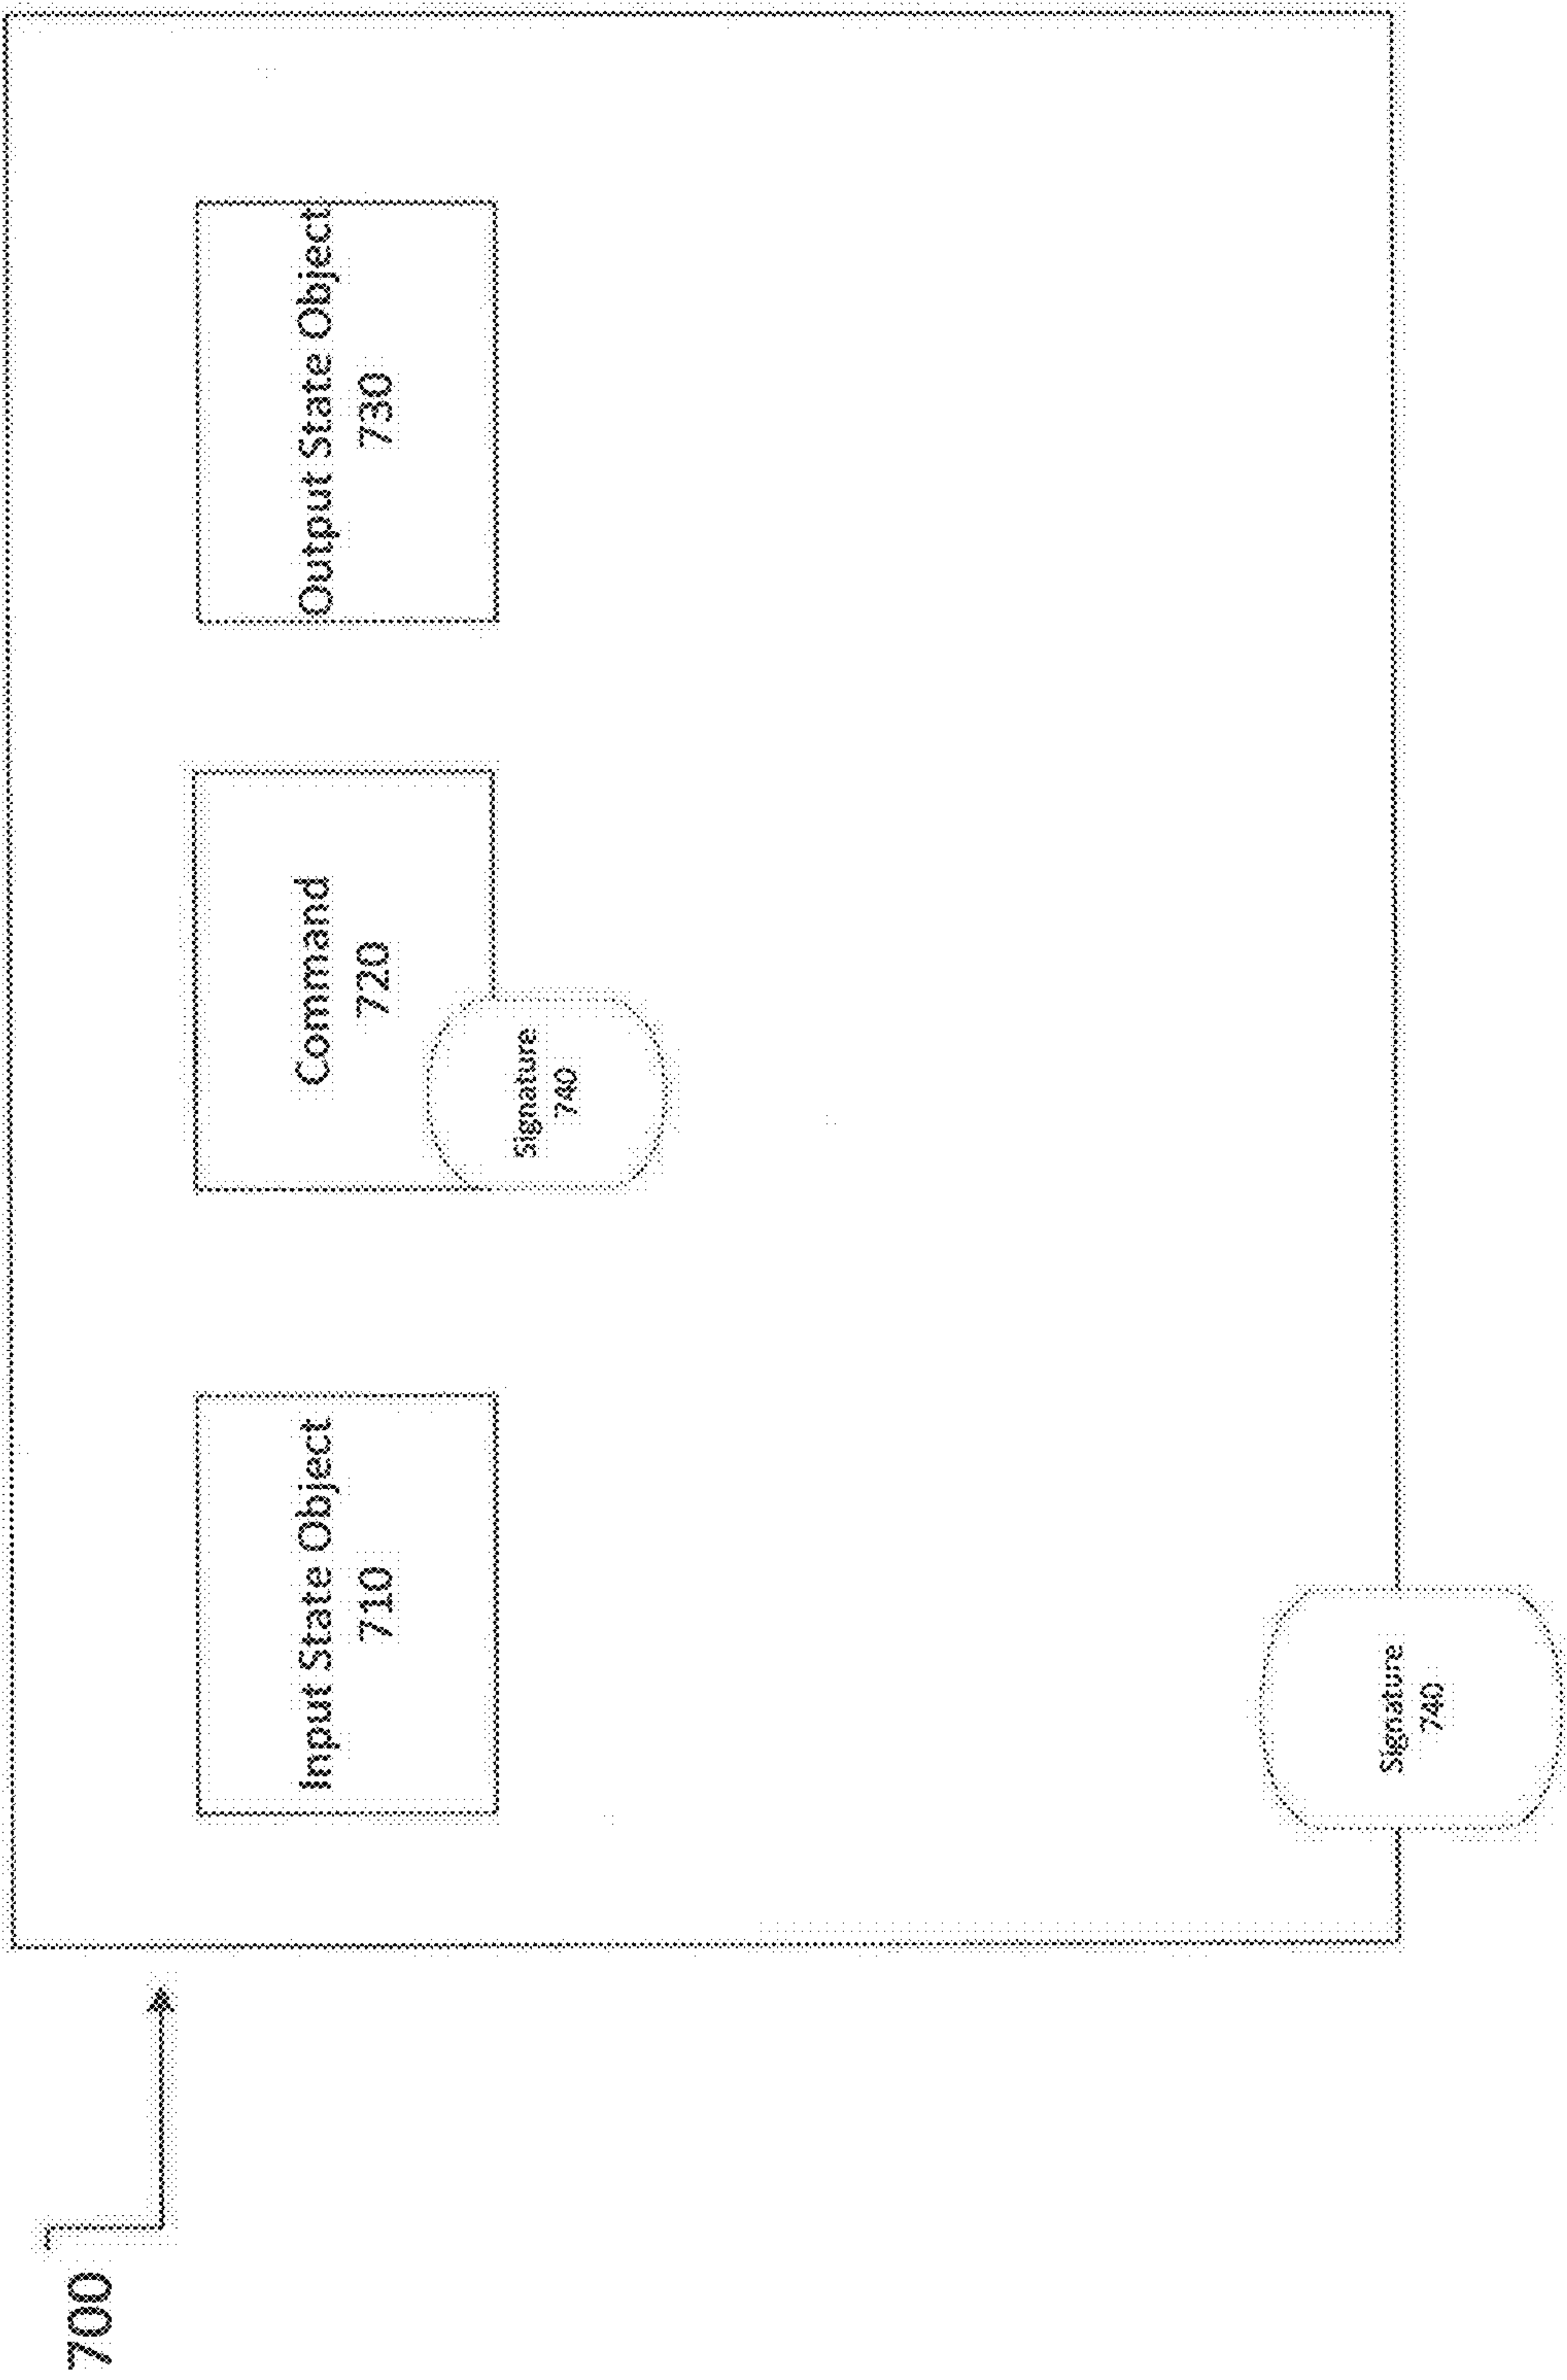 700
Input State Object
710
Command
720
Signature
740
Output State Object
730
Signature
740